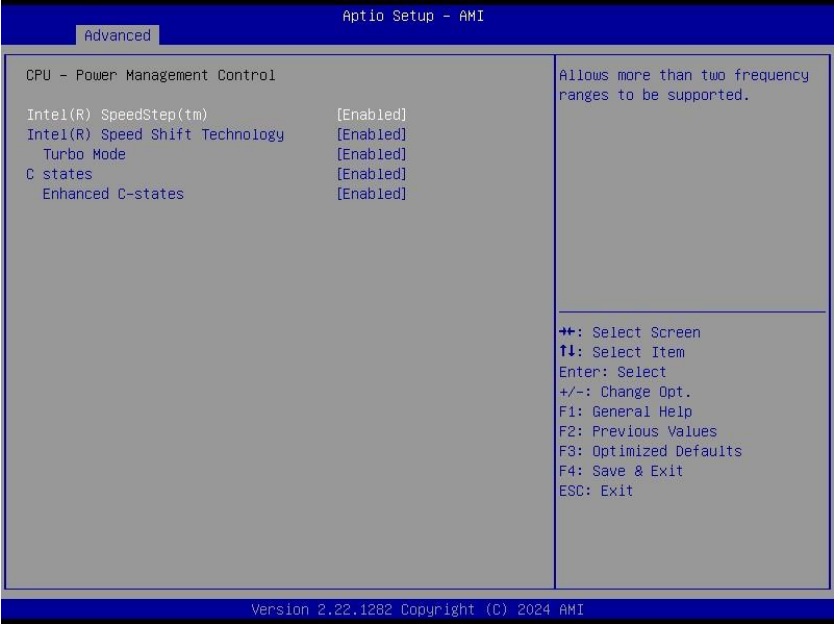 Aptio Setup – AMI
Advanced
CPU – Power Management Control
Intel(R) SpeedStep(tm) [Enabled]
Intel(R) Speed Shift Technology [Enabled]
Turbo Mode [Enabled]
C states [Enabled]
Enhanced C-states [Enabled]
Allows more than two frequency
ranges to be supported.
→←: Select Screen
↑↓: Select Item
Enter: Select
+/-: Change Opt.
F1: General Help
F2: Previous Values
F3: Optimized Defaults
F4: Save & Exit
ESC: Exit
Version 2.22.1282 Copyright (C) 2024 AMI